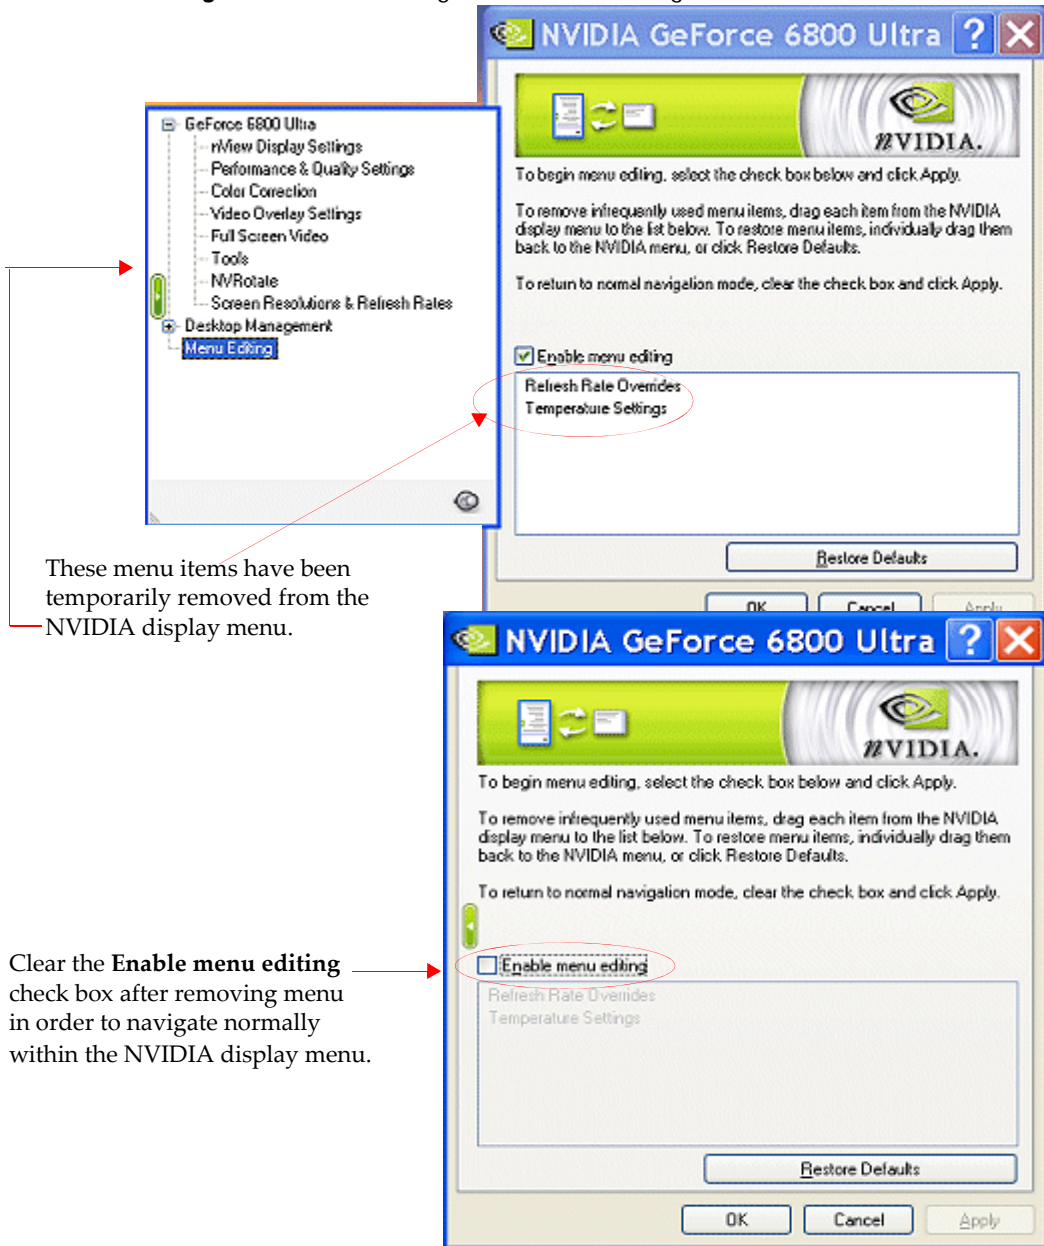 NVIDIA GeForce 6800 Ultra
NVIDIA.
GeForce 6800 Ultra
nView Display Settings
Performance & Quality Settings
Color Correction
Video Overlay Settings
Full Screen Video
Tools
NVRotate
Screen Resolutions & Refresh Rates
Desktop Management
Menu Editing
To begin menu editing, select the check box below and click Apply.
To remove infrequently used menu items, drag each item from the NVIDIA
display menu to the list below. To restore menu items, individually drag them
back to the NVIDIA menu, or click Restore Defaults.
To return to normal navigation mode, clear the check box and click Apply.
Enable menu editing
Refresh Rate Overrides
Temperature Settings
Restore Defaults
OK Cancel Apply
These menu items have been
temporarily removed from the
NVIDIA display menu.
NVIDIA GeForce 6800 Ultra
NVIDIA.
To begin menu editing, select the check box below and click Apply.
To remove infrequently used menu items, drag each item from the NVIDIA
display menu to the list below. To restore menu items, individually drag them
back to the NVIDIA menu, or click Restore Defaults.
To return to normal navigation mode, clear the check box and click Apply.
Enable menu editing
Refresh Rate Overrides
Temperature Settings
Restore Defaults
OK Cancel Apply
Clear the Enable menu editing
check box after removing menu
in order to navigate normally
within the NVIDIA display menu.